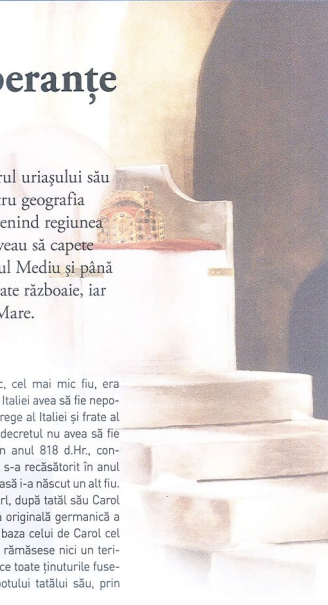 peranțe
rul uriașului său
tru geografia
enind regiunea
veau să capete
ul Mediu și până
ate războaie, iar
Mare.
c, cel mai mic fiu, era
Italiei avea să fie nepo-
rege al Italiei și frate al
decretul nu avea să fie
n anul 818 d.Hr., con-
s-a recăsătorit în anul
asă i-a născut un alt fiu.
rl, după tatăl său Carol
a originală germanică a
baza celui de Carol cel
rămăsese nici un teri-
ce toate ținuturile fuse-
potului tatălui său, prin